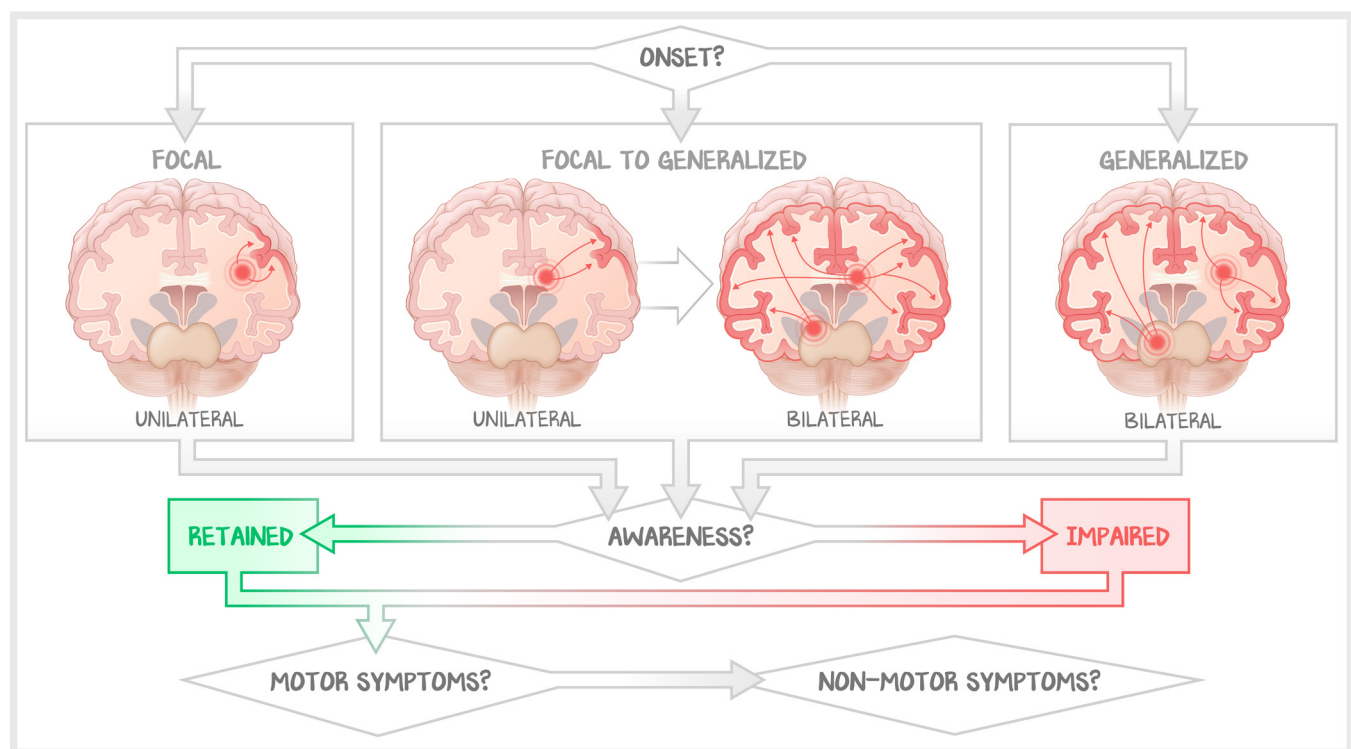 ONSET?
FOCAL
FOCAL TO GENERALIZED
GENERALIZED
UNILATERAL
UNILATERAL
BILATERAL
BILATERAL
RETAINED
AWARENESS?
IMPAIRED
MOTOR SYMPTOMS?
NON-MOTOR SYMPTOMS?